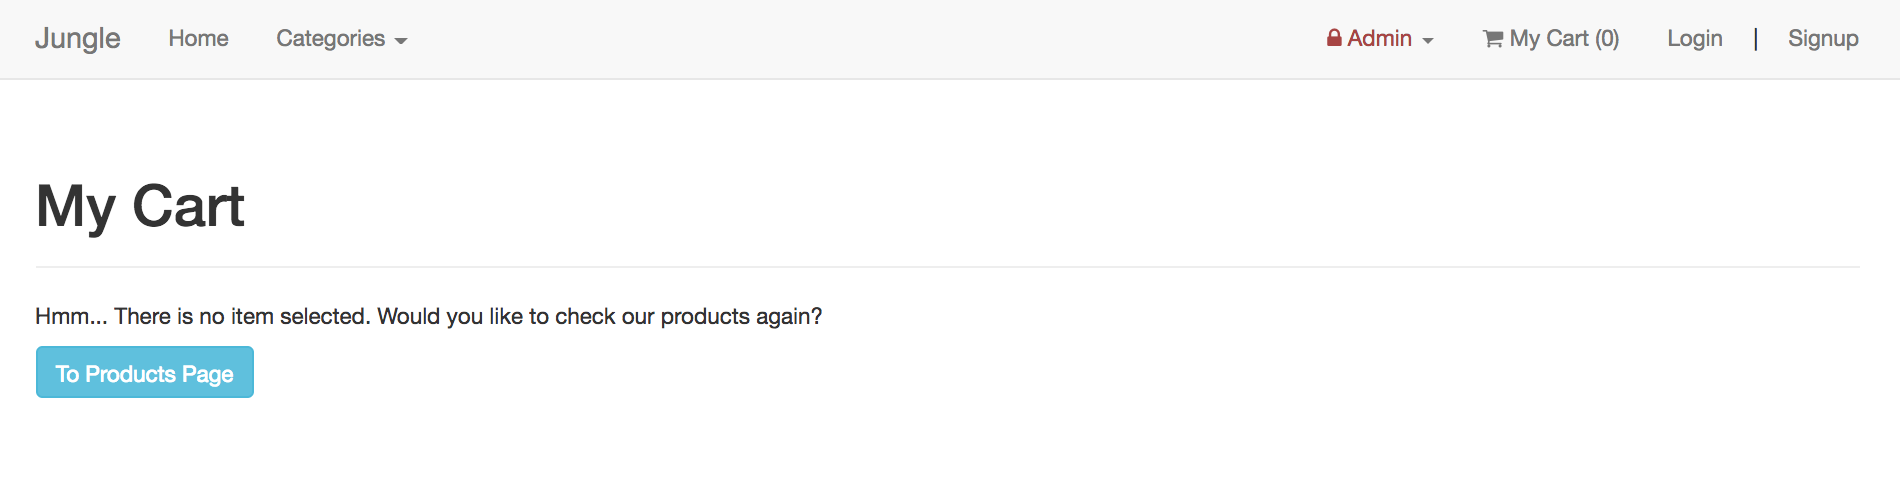 Jungle Home Categories Admin My Cart (0) Login | Signup
My Cart
Hmm... There is no item selected. Would you like to check our products again?
To Products Page